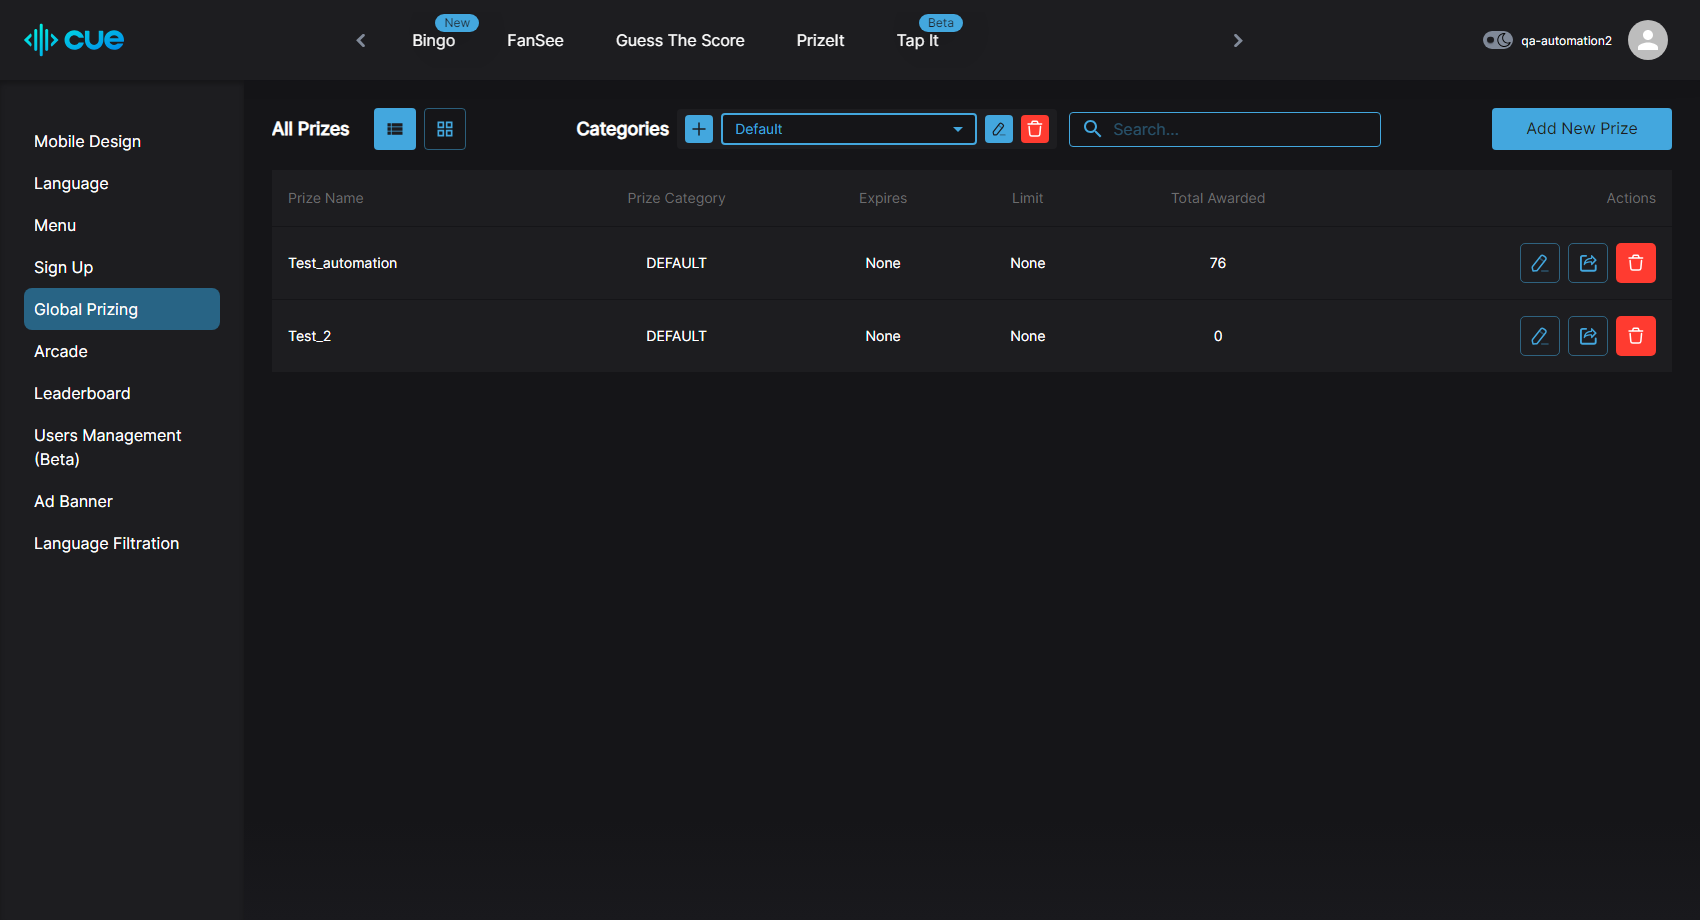 cue
New
Bingo
FanSee
Guess The Score
PrizeIt
Beta
Tap It
qa-automation2
Mobile Design
Language
Menu
Sign Up
Global Prizing
Arcade
Leaderboard
Users Management
(Beta)
Ad Banner
Language Filtration
All Prizes
Categories
Default
Search...
Add New Prize
Prize Name Prize Category Expires Limit Total Awarded Actions
Test_automation DEFAULT None None 76
Test_2 DEFAULT None None 0